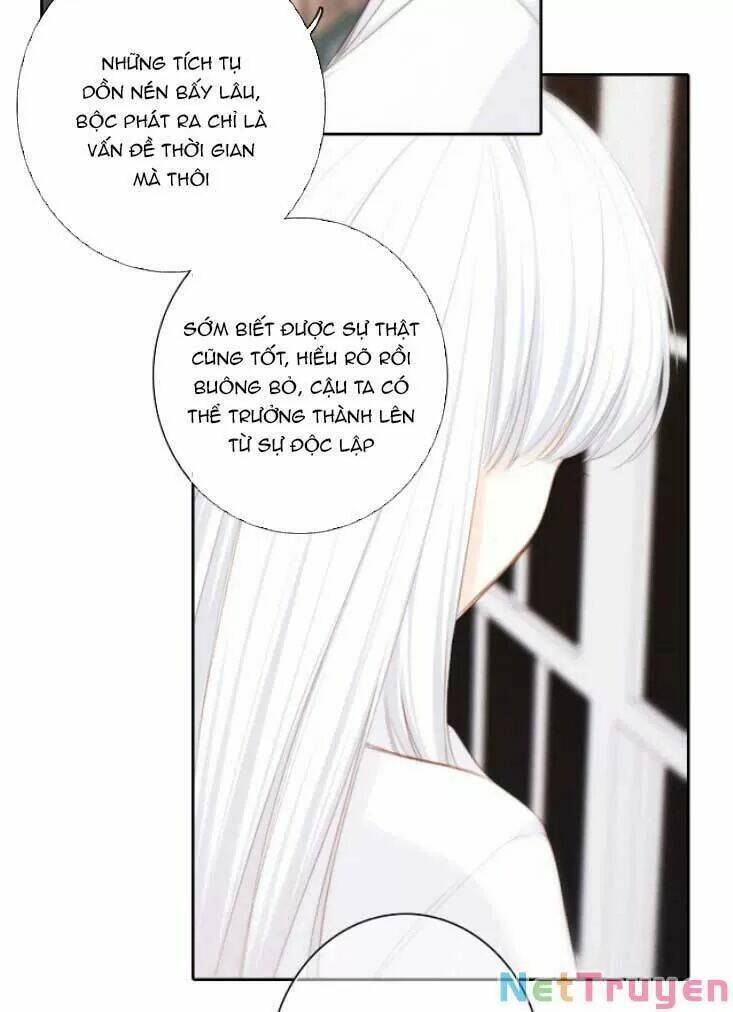 NHỮNG TÍCH TỤ
DỒN NÉN BẤY LÂU,
BỘC PHÁT RA CHỈ LÀ
VẤN ĐỀ THỜI GIAN
MÀ THÔI
SỚM BIẾT ĐƯỢC SỰ THẬT
CŨNG TỐT, HIỂU RÕ RỒI
BUÔNG BỎ, CẬU TA CÓ
THỂ TRƯỞNG THÀNH LÊN
TỪ SỰ ĐỘC LẬP
NetTruyen